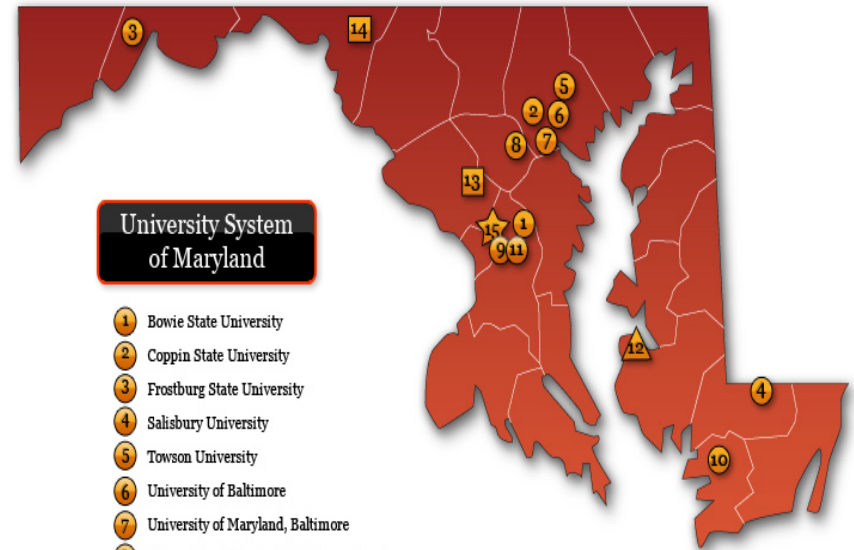 3
14
5
2
6
7
8
13
15
1
9
11
12
4
10
University System
of Maryland
1 Bowie State University
2 Coppin State University
3 Frostburg State University
4 Salisbury University
5 Towson University
6 University of Baltimore
7 University of Maryland, Baltimore